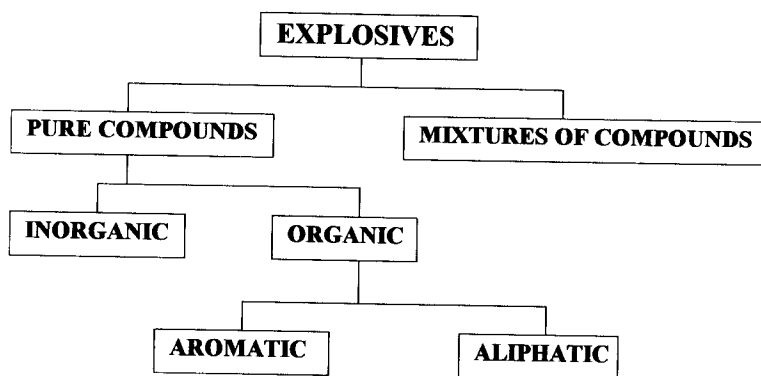 EXPLOSIVES
PURE COMPOUNDS
MIXTURES OF COMPOUNDS
INORGANIC
ORGANIC
AROMATIC
ALIPHATIC